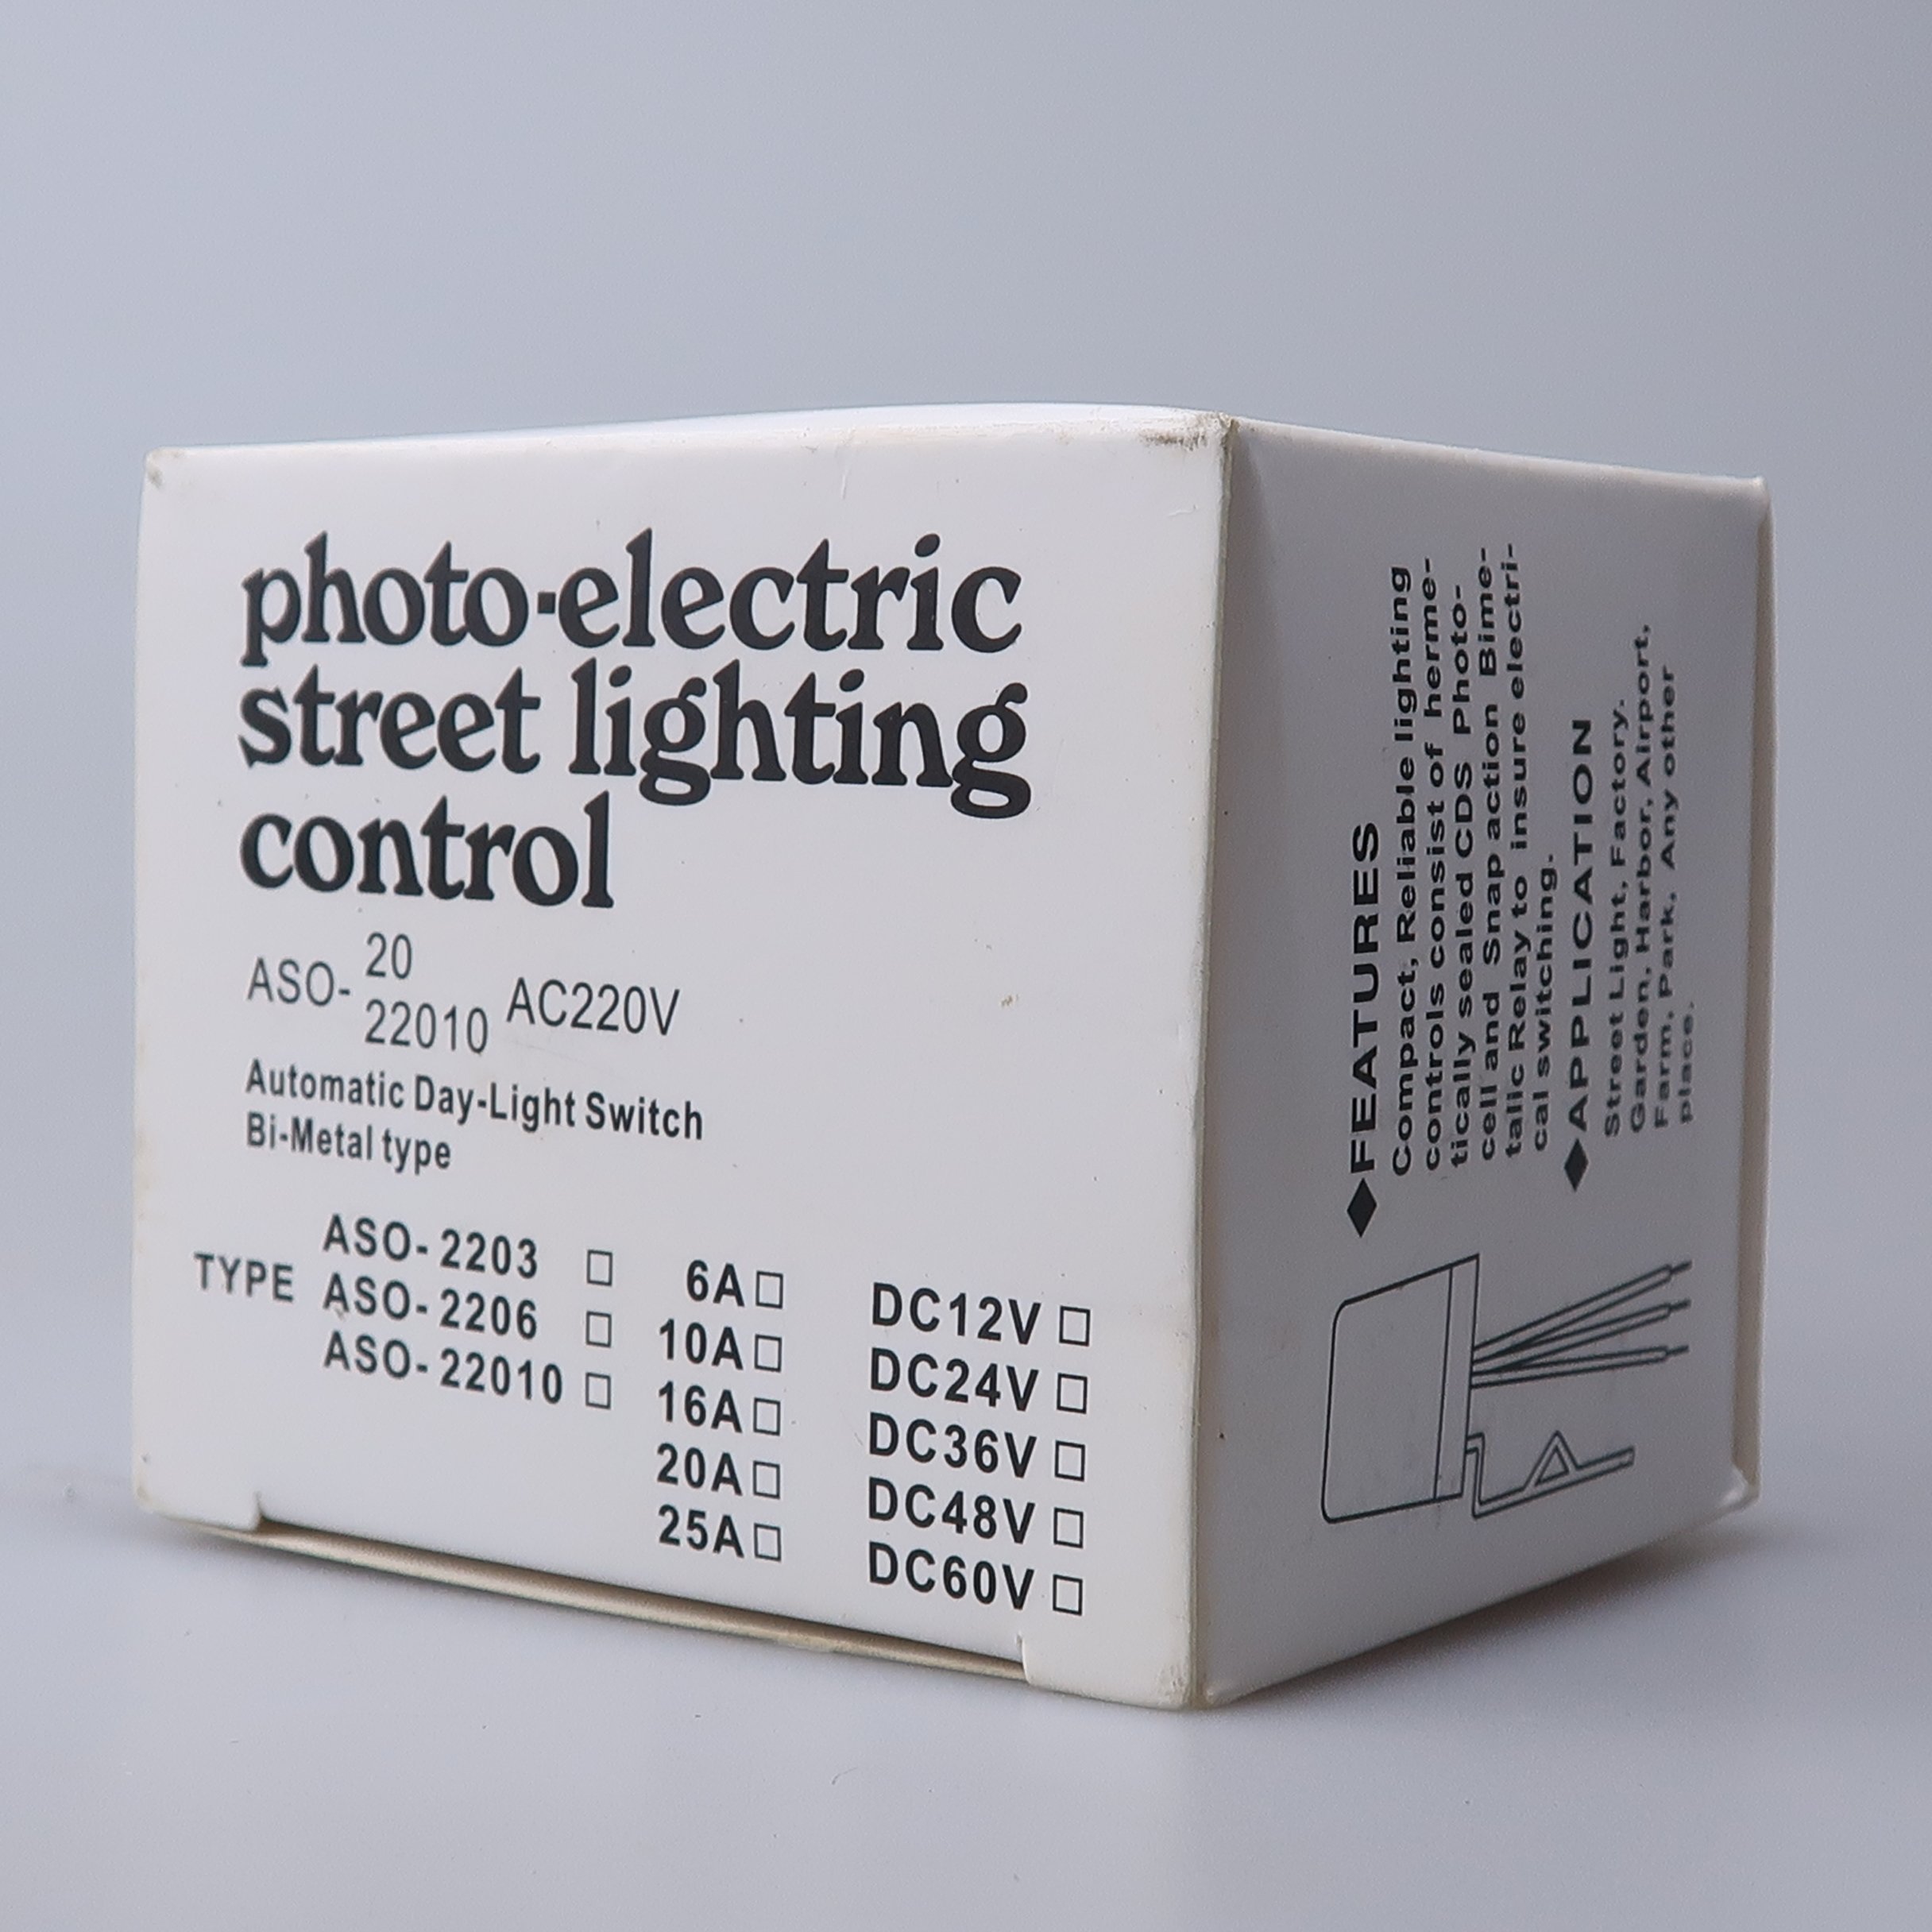 photo-electric
street lighting
control
ASO- 20
22010 AC220V
Automatic Day-Light Switch
Bi-Metal type
TYPE
ASO-2203 □ 6A□ DC12V □
ASO-2206 □ 10A□ DC24V □
ASO-22010 □ 16A□ DC36V □
20A□ DC48V □
25A□ DC60V □
◆FEATURES
Compact, Reliable lighting
controls consist of herme-
tically sealed CDS Photo-
cell and Snap action Bime-
talic Relay to insure electri-
cal switching.
◆APPLICATION
Street Light, Factory.
Garden, Harbor, Airport,
Farm, Park, Any other
place.